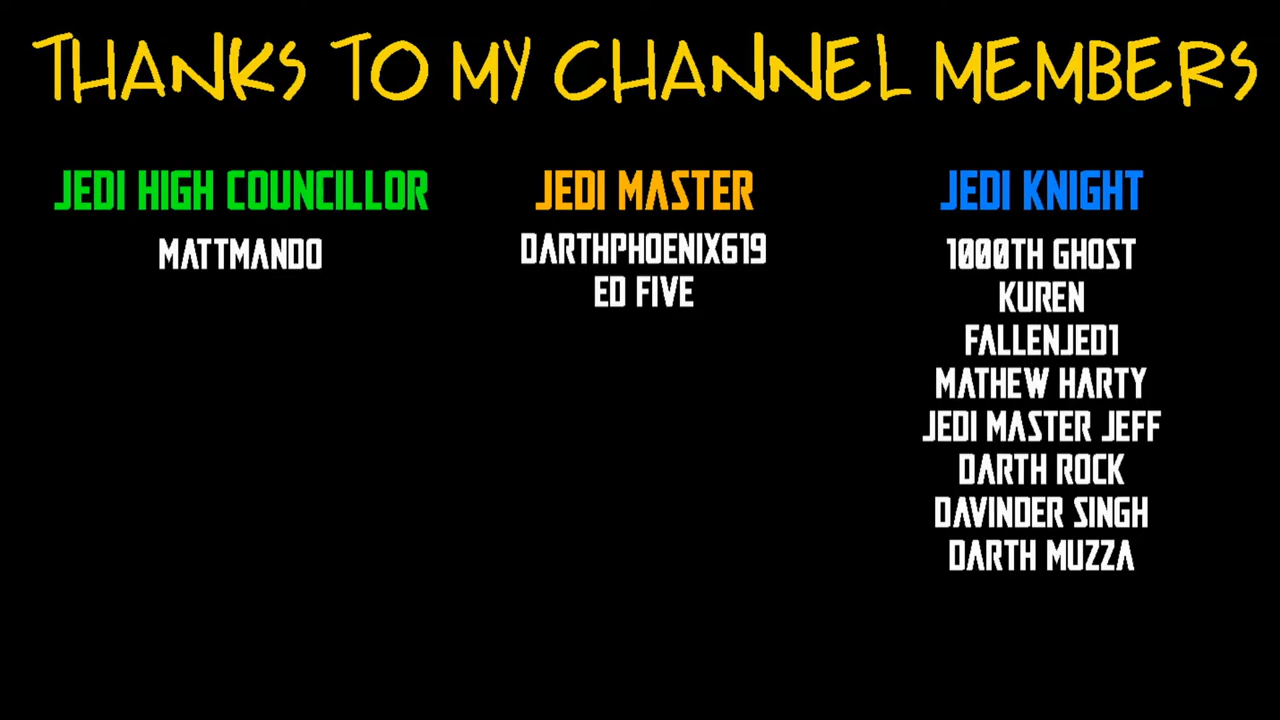 THANKS TO MY CHANNEL MEMBERS
JEDI HIGH COUNCILLOR
MATTMANDO
JEDI MASTER
DARTHPHOENIX619
ED FIVE
JEDI KNIGHT
1000TH GHOST
KUREN
FALLENJED1
MATHEW HARTY
JEDI MASTER JEFF
DARTH ROCK
DAVINDER SINGH
DARTH MUZZA